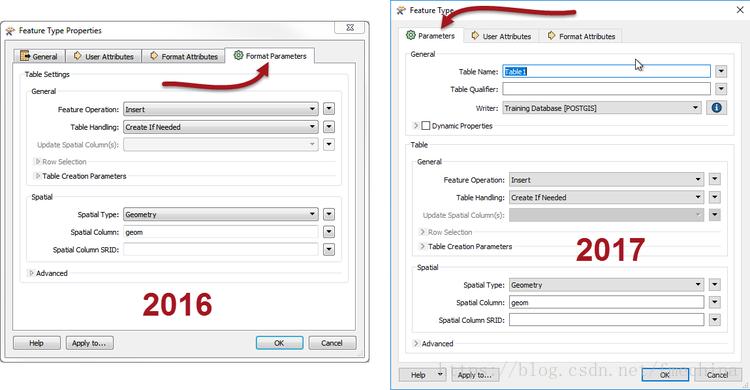 Feature Type Properties
General
User Attributes
Format Attributes
Format Parameters
Table Settings
General
Feature Operation: Insert
Table Handling: Create If Needed
Update Spatial Column(s):
Row Selection
Table Creation Parameters
Spatial
Spatial Type: Geometry
Spatial Column: geom
Spatial Column SRID:
Advanced
2016
Help
Apply to...
OK
Cancel
Feature Type
Parameters
User Attributes
Format Attributes
General
Table Name: Table1
Table Qualifier:
Writer: Training Database [POSTGIS]
Dynamic Properties
Table
General
Feature Operation: Insert
Table Handling: Create If Needed
Update Spatial Column(s):
Row Selection
Table Creation Parameters
2017
Spatial
Spatial Type: Geometry
Spatial Column: geom
Spatial Column SRID:
Advanced
Help
Apply to...
OK
Cancel
https://blog.csdn.net/fmechina